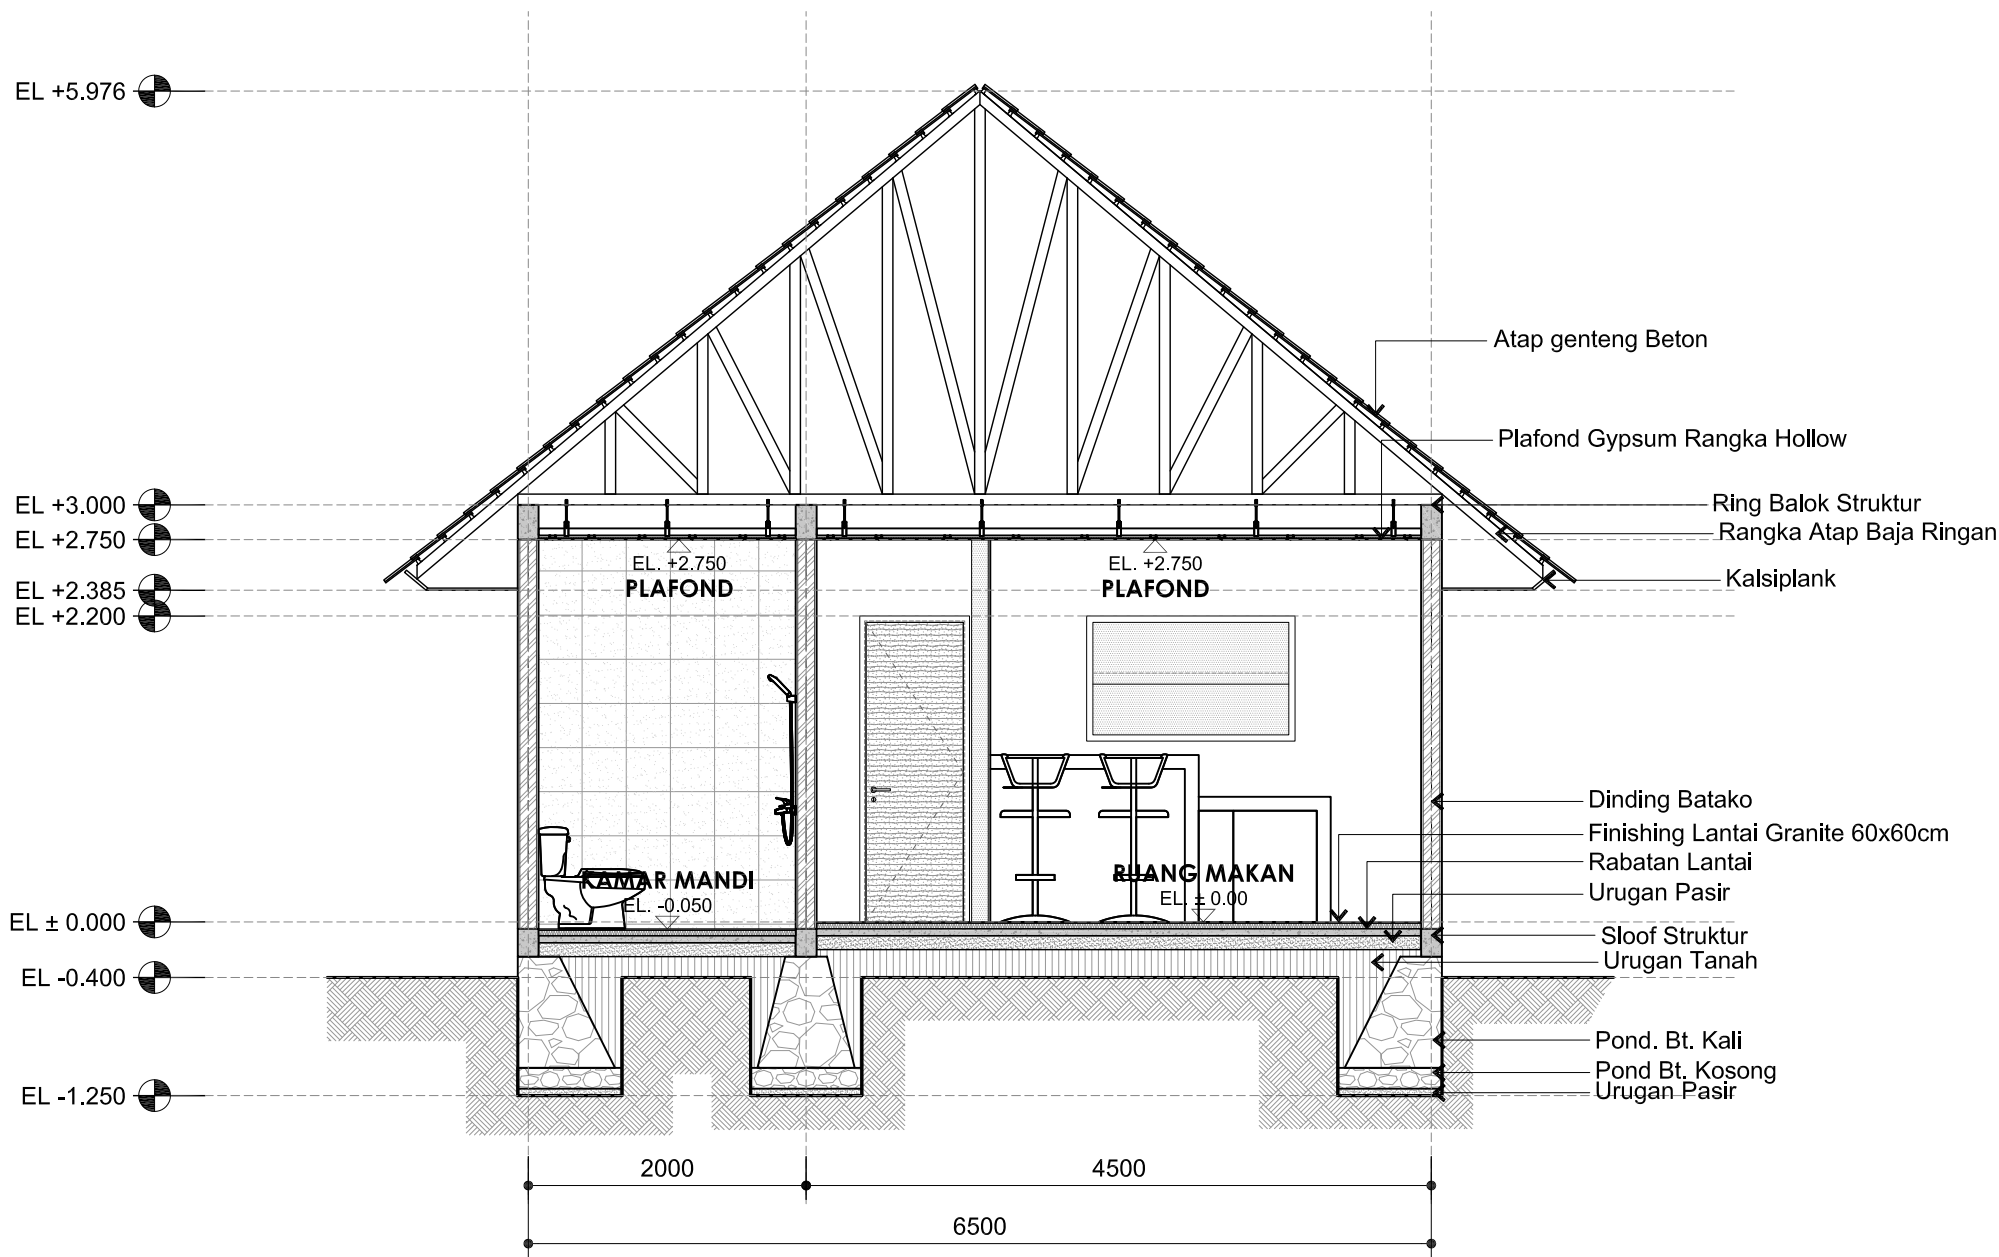 EL +5.976
Atap genteng Beton
Plafond Gypsum Rangka Hollow
EL +3.000
Ring Balok Struktur
Rangka Atap Baja Ringan
EL +2.750
EL. +2.750
PLAFOND
EL. +2.750
PLAFOND
Kalsiplank
EL +2.385
EL +2.200
Dinding Batako
Finishing Lantai Granite 60x60cm
Rabatan Lantai
KAMAR MANDI
EL. -0.050
RUANG MAKAN
EL. ± 0.00
Urugan Pasir
EL ± 0.000
Sloof Struktur
Urugan Tanah
EL -0.400
Pond. Bt. Kali
Pond Bt. Kosong
Urugan Pasir
EL -1.250
2000
4500
6500